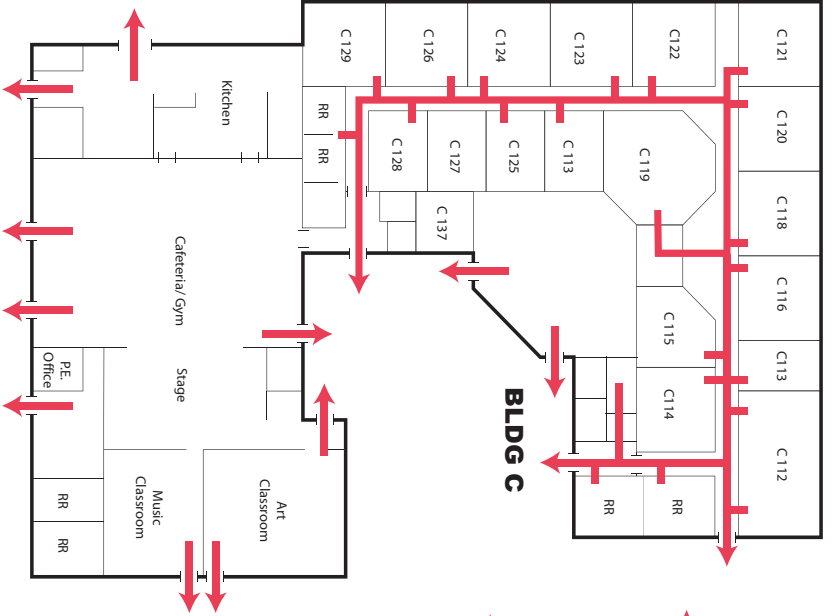 C 129
C 126
C 124
C 123
C 122
C 121
Kitchen
RR
RR
C 128
C 127
C 125
C 113
C 119
C 120
C 137
C 118
Cafeteria/ Gym
C 116
C 115
C 113
P.E.
Office
Stage
C 114
BLDG C
C 112
Art
Classroom
Music
Classroom
RR
RR
RR
RR